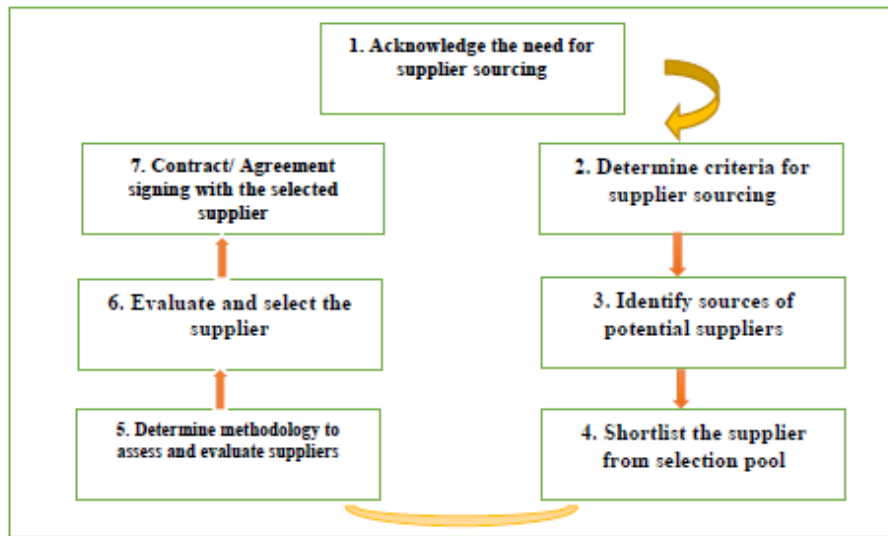 1. Acknowledge the need for
supplier sourcing
2. Determine criteria for
supplier sourcing
3. Identify sources of
potential suppliers
4. Shortlist the supplier
from selection pool
5. Determine methodology to
assess and evaluate suppliers
6. Evaluate and select the
supplier
7. Contract/ Agreement
signing with the selected
supplier